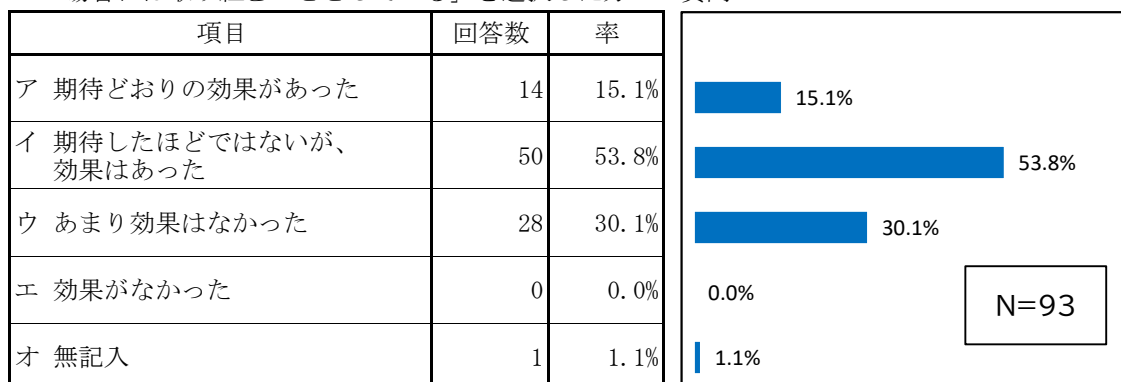 項目 回答数 率
ア 期待どおりの効果があった 14 15.1%
イ 期待したほどではないが、
効果はあった 50 53.8%
ウ あまり効果はなかった 28 30.1%
エ 効果がなかった 0 0.0%
オ 無記入 1 1.1%
15.1%
53.8%
30.1%
0.0%
1.1%
N=93